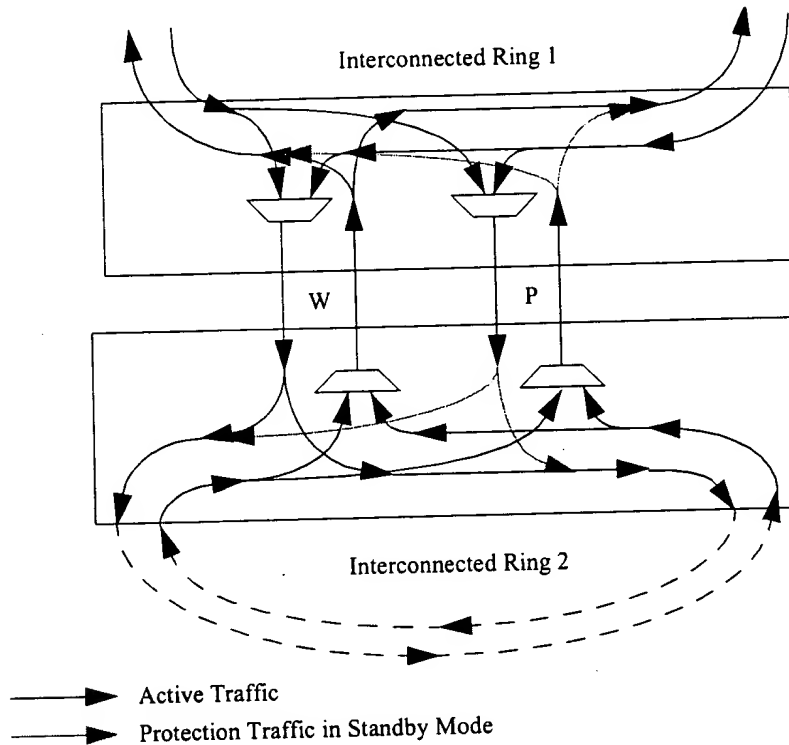 Interconnected Ring 1
W
P
Interconnected Ring 2
Active Traffic
Protection Traffic in Standby Mode